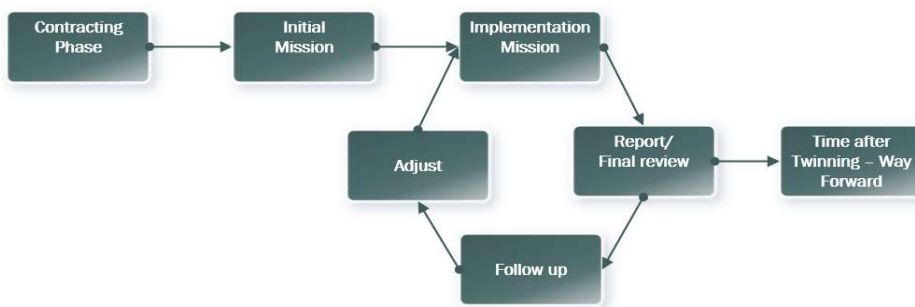 Contracting
Phase
Initial
Mission
Implementation
Mission
Adjust
Report/
Final review
Time after
Twinning – Way
Forward
Follow up